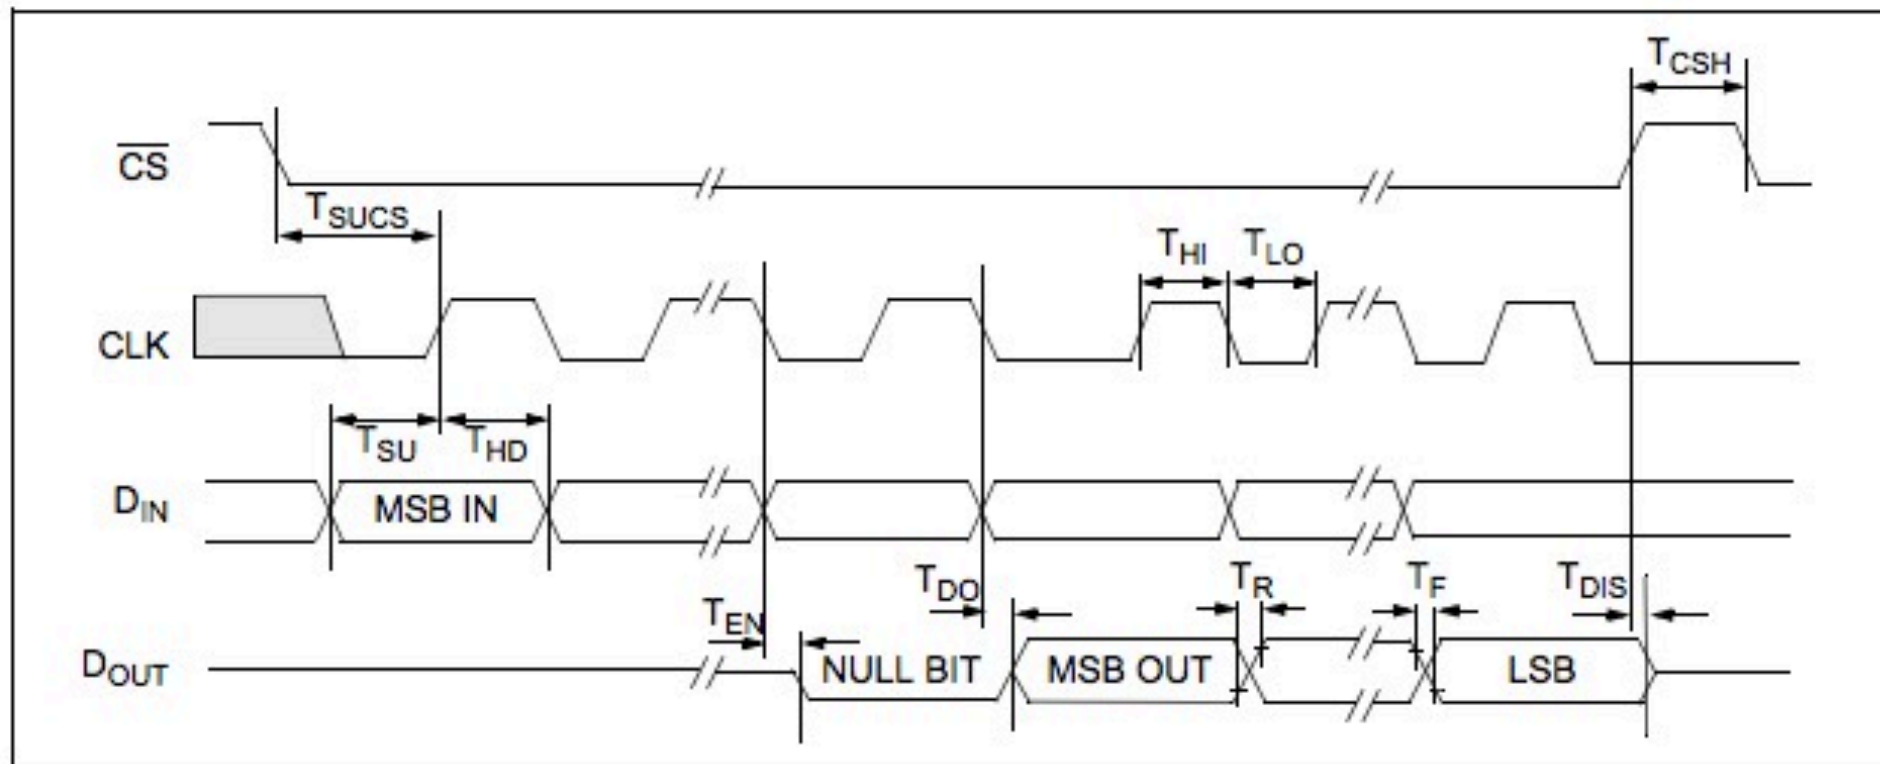 TCSH
CS
TSUCS
THI TLO
CLK
TSU THD
DIN MSB IN
TEN TDO TR TF TDIS
DOUT NULL BIT MSB OUT LSB